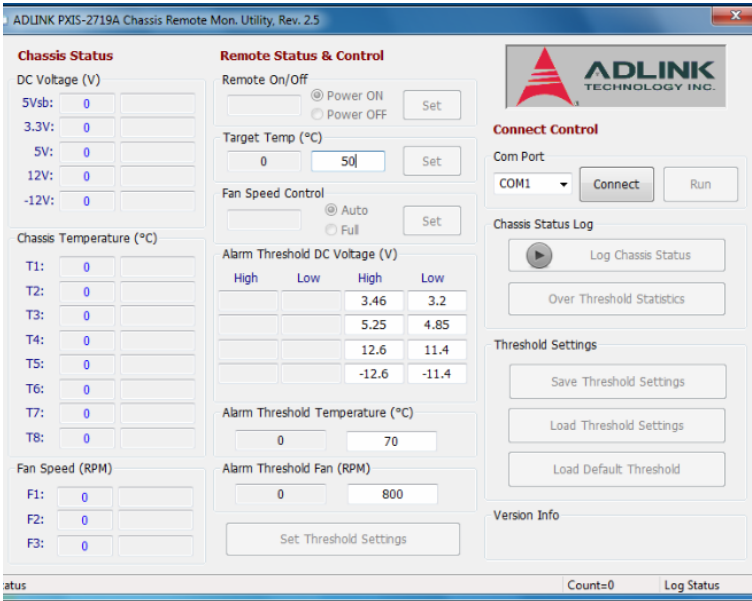 ADLINK PXIS-2719A Chassis Remote Mon. Utility, Rev. 2.5
x
Chassis Status
DC Voltage (V)
5Vsb: 0
3.3V: 0
5V: 0
12V: 0
-12V: 0
Chassis Temperature (°C)
T1: 0
T2: 0
T3: 0
T4: 0
T5: 0
T6: 0
T7: 0
T8: 0
Fan Speed (RPM)
F1: 0
F2: 0
F3: 0
Remote Status & Control
Remote On/Off
Power ON
Power OFF
Set
Target Temp (°C)
0 50 Set
Fan Speed Control
Auto
Full
Set
Alarm Threshold DC Voltage (V)
High Low High Low
3.46 3.2
5.25 4.85
12.6 11.4
-12.6 -11.4
Alarm Threshold Temperature (°C)
0 70
Alarm Threshold Fan (RPM)
0 800
Set Threshold Settings
ADLINK
TECHNOLOGY INC.
Connect Control
Com Port
COM1 Connect Run
Chassis Status Log
Log Chassis Status
Over Threshold Statistics
Threshold Settings
Save Threshold Settings
Load Threshold Settings
Load Default Threshold
Version Info
tatus Count=0 Log Status